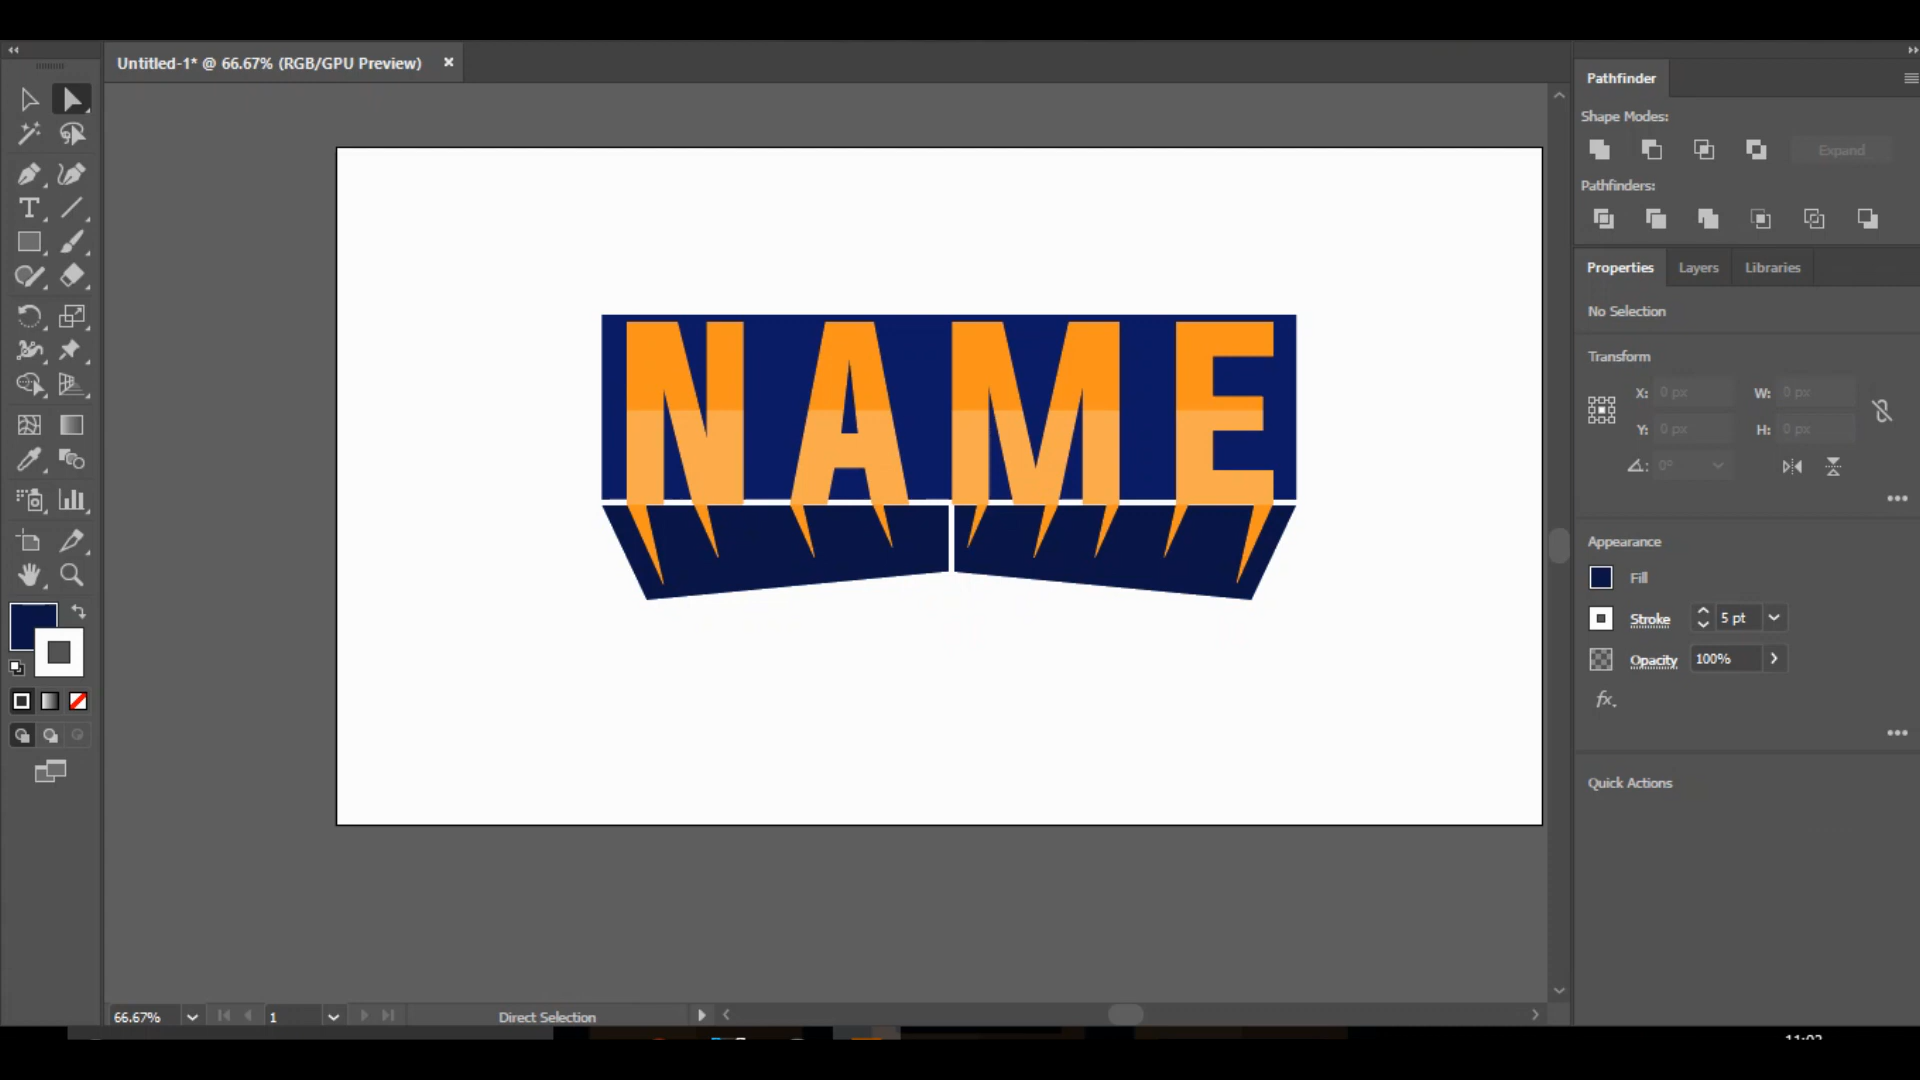 Untitled-1* @ 66.67% (RGB/GPU Preview)
Pathfinder
Shape Modes:
Expand
Pathfinders:
Properties
Layers
Libraries
No Selection
Transform
X: 0 px
W: 0 px
Y: 0 px
H: 0 px
0°
Appearance
Fill
Stroke
5 pt
Opacity
100%
fx.
Quick Actions
NAME
66.67%
1
Direct Selection